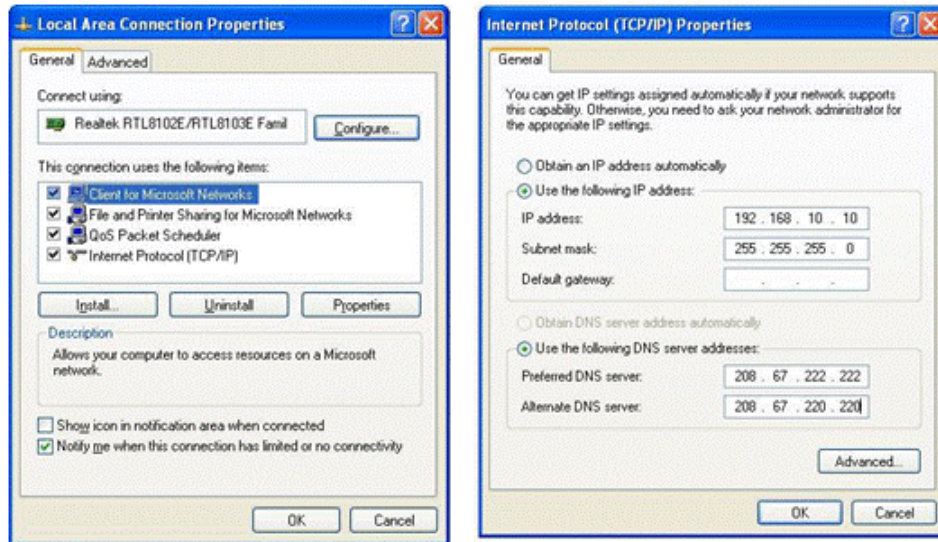 Local Area Connection Properties
General
Advanced
Connect using:
Realtek RTL8102E/RTL8103E Famil
Configure...
This connection uses the following items:
Client for Microsoft Networks
File and Printer Sharing for Microsoft Networks
QoS Packet Scheduler
Internet Protocol (TCP/IP)
Install...
Uninstall
Properties
Description
Allows your computer to access resources on a Microsoft
network.
Show icon in notification area when connected
Notify me when this connection has limited or no connectivity
OK
Cancel
Internet Protocol (TCP/IP) Properties
General
You can get IP settings assigned automatically if your network supports
this capability. Otherwise, you need to ask your network administrator for
the appropriate IP settings.
Obtain an IP address automatically
Use the following IP address:
IP address:
192 . 168 . 10 . 10
Subnet mask:
255 . 255 . 255 . 0
Default gateway:
. . .
Obtain DNS server address automatically
Use the following DNS server addresses:
Preferred DNS server:
208 . 67 . 222 . 222
Alternate DNS server:
208 . 67 . 220 . 220
Advanced...
OK
Cancel